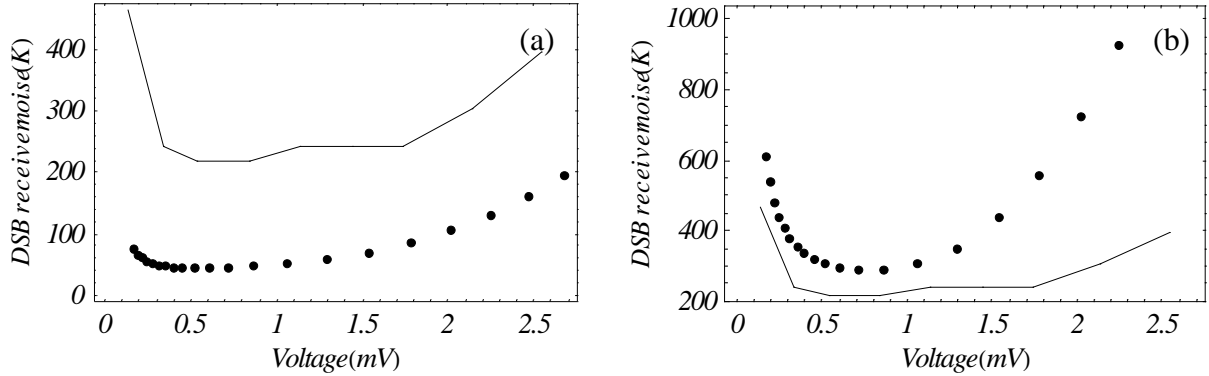 (a)
DSB receivernoise(K)
400
300
200
100
0
0 0.5 1 1.5 2 2.5
Voltage(mV)
(b)
DSB receivernoise(K)
1000
800
600
400
200
0 0.5 1 1.5 2 2.5
Voltage(mV)